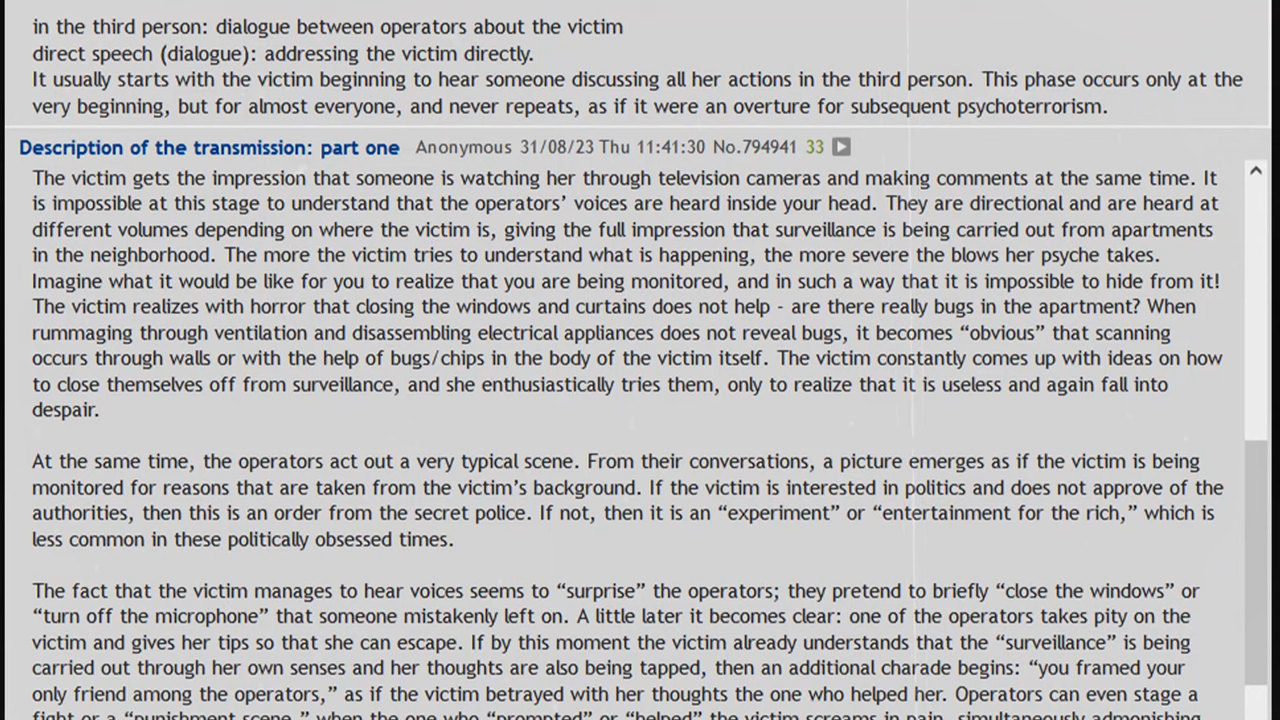 in the third person: dialogue between operators about the victim
direct speech (dialogue): addressing the victim directly.
It usually starts with the victim beginning to hear someone discussing all her actions in the third person. This phase occurs only at the
very beginning, but for almost everyone, and never repeats, as if it were an overture for subsequent psychoterrorism.
Description of the transmission: part one Anonymous 31/08/23 Thu 11:41:30 No.794941 33
The victim gets the impression that someone is watching her through television cameras and making comments at the same time. It
is impossible at this stage to understand that the operators’ voices are heard inside your head. They are directional and are heard at
different volumes depending on where the victim is, giving the full impression that surveillance is being carried out from apartments
in the neighborhood. The more the victim tries to understand what is happening, the more severe the blows her psyche takes.
Imagine what it would be like for you to realize that you are being monitored, and in such a way that it is impossible to hide from it!
The victim realizes with horror that closing the windows and curtains does not help - are there really bugs in the apartment? When
rummaging through ventilation and disassembling electrical appliances does not reveal bugs, it becomes “obvious” that scanning
occurs through walls or with the help of bugs/chips in the body of the victim itself. The victim constantly comes up with ideas on how
to close themselves off from surveillance, and she enthusiastically tries them, only to realize that it is useless and again fall into
despair.
At the same time, the operators act out a very typical scene. From their conversations, a picture emerges as if the victim is being
monitored for reasons that are taken from the victim’s background. If the victim is interested in politics and does not approve of the
authorities, then this is an order from the secret police. If not, then it is an “experiment” or “entertainment for the rich,” which is
less common in these politically obsessed times.
The fact that the victim manages to hear voices seems to “surprise” the operators; they pretend to briefly “close the windows” or
“turn off the microphone” that someone mistakenly left on. A little later it becomes clear: one of the operators takes pity on the
victim and gives her tips so that she can escape. If by this moment the victim already understands that the “surveillance” is being
carried out through her own senses and her thoughts are also being tapped, then an additional charade begins: “you framed your
only friend among the operators,” as if the victim betrayed with her thoughts the one who helped her. Operators can even stage a
fight or a “punishment scene,” when the one who “prompted” or “helped” the victim screams in pain, simultaneously admonishing